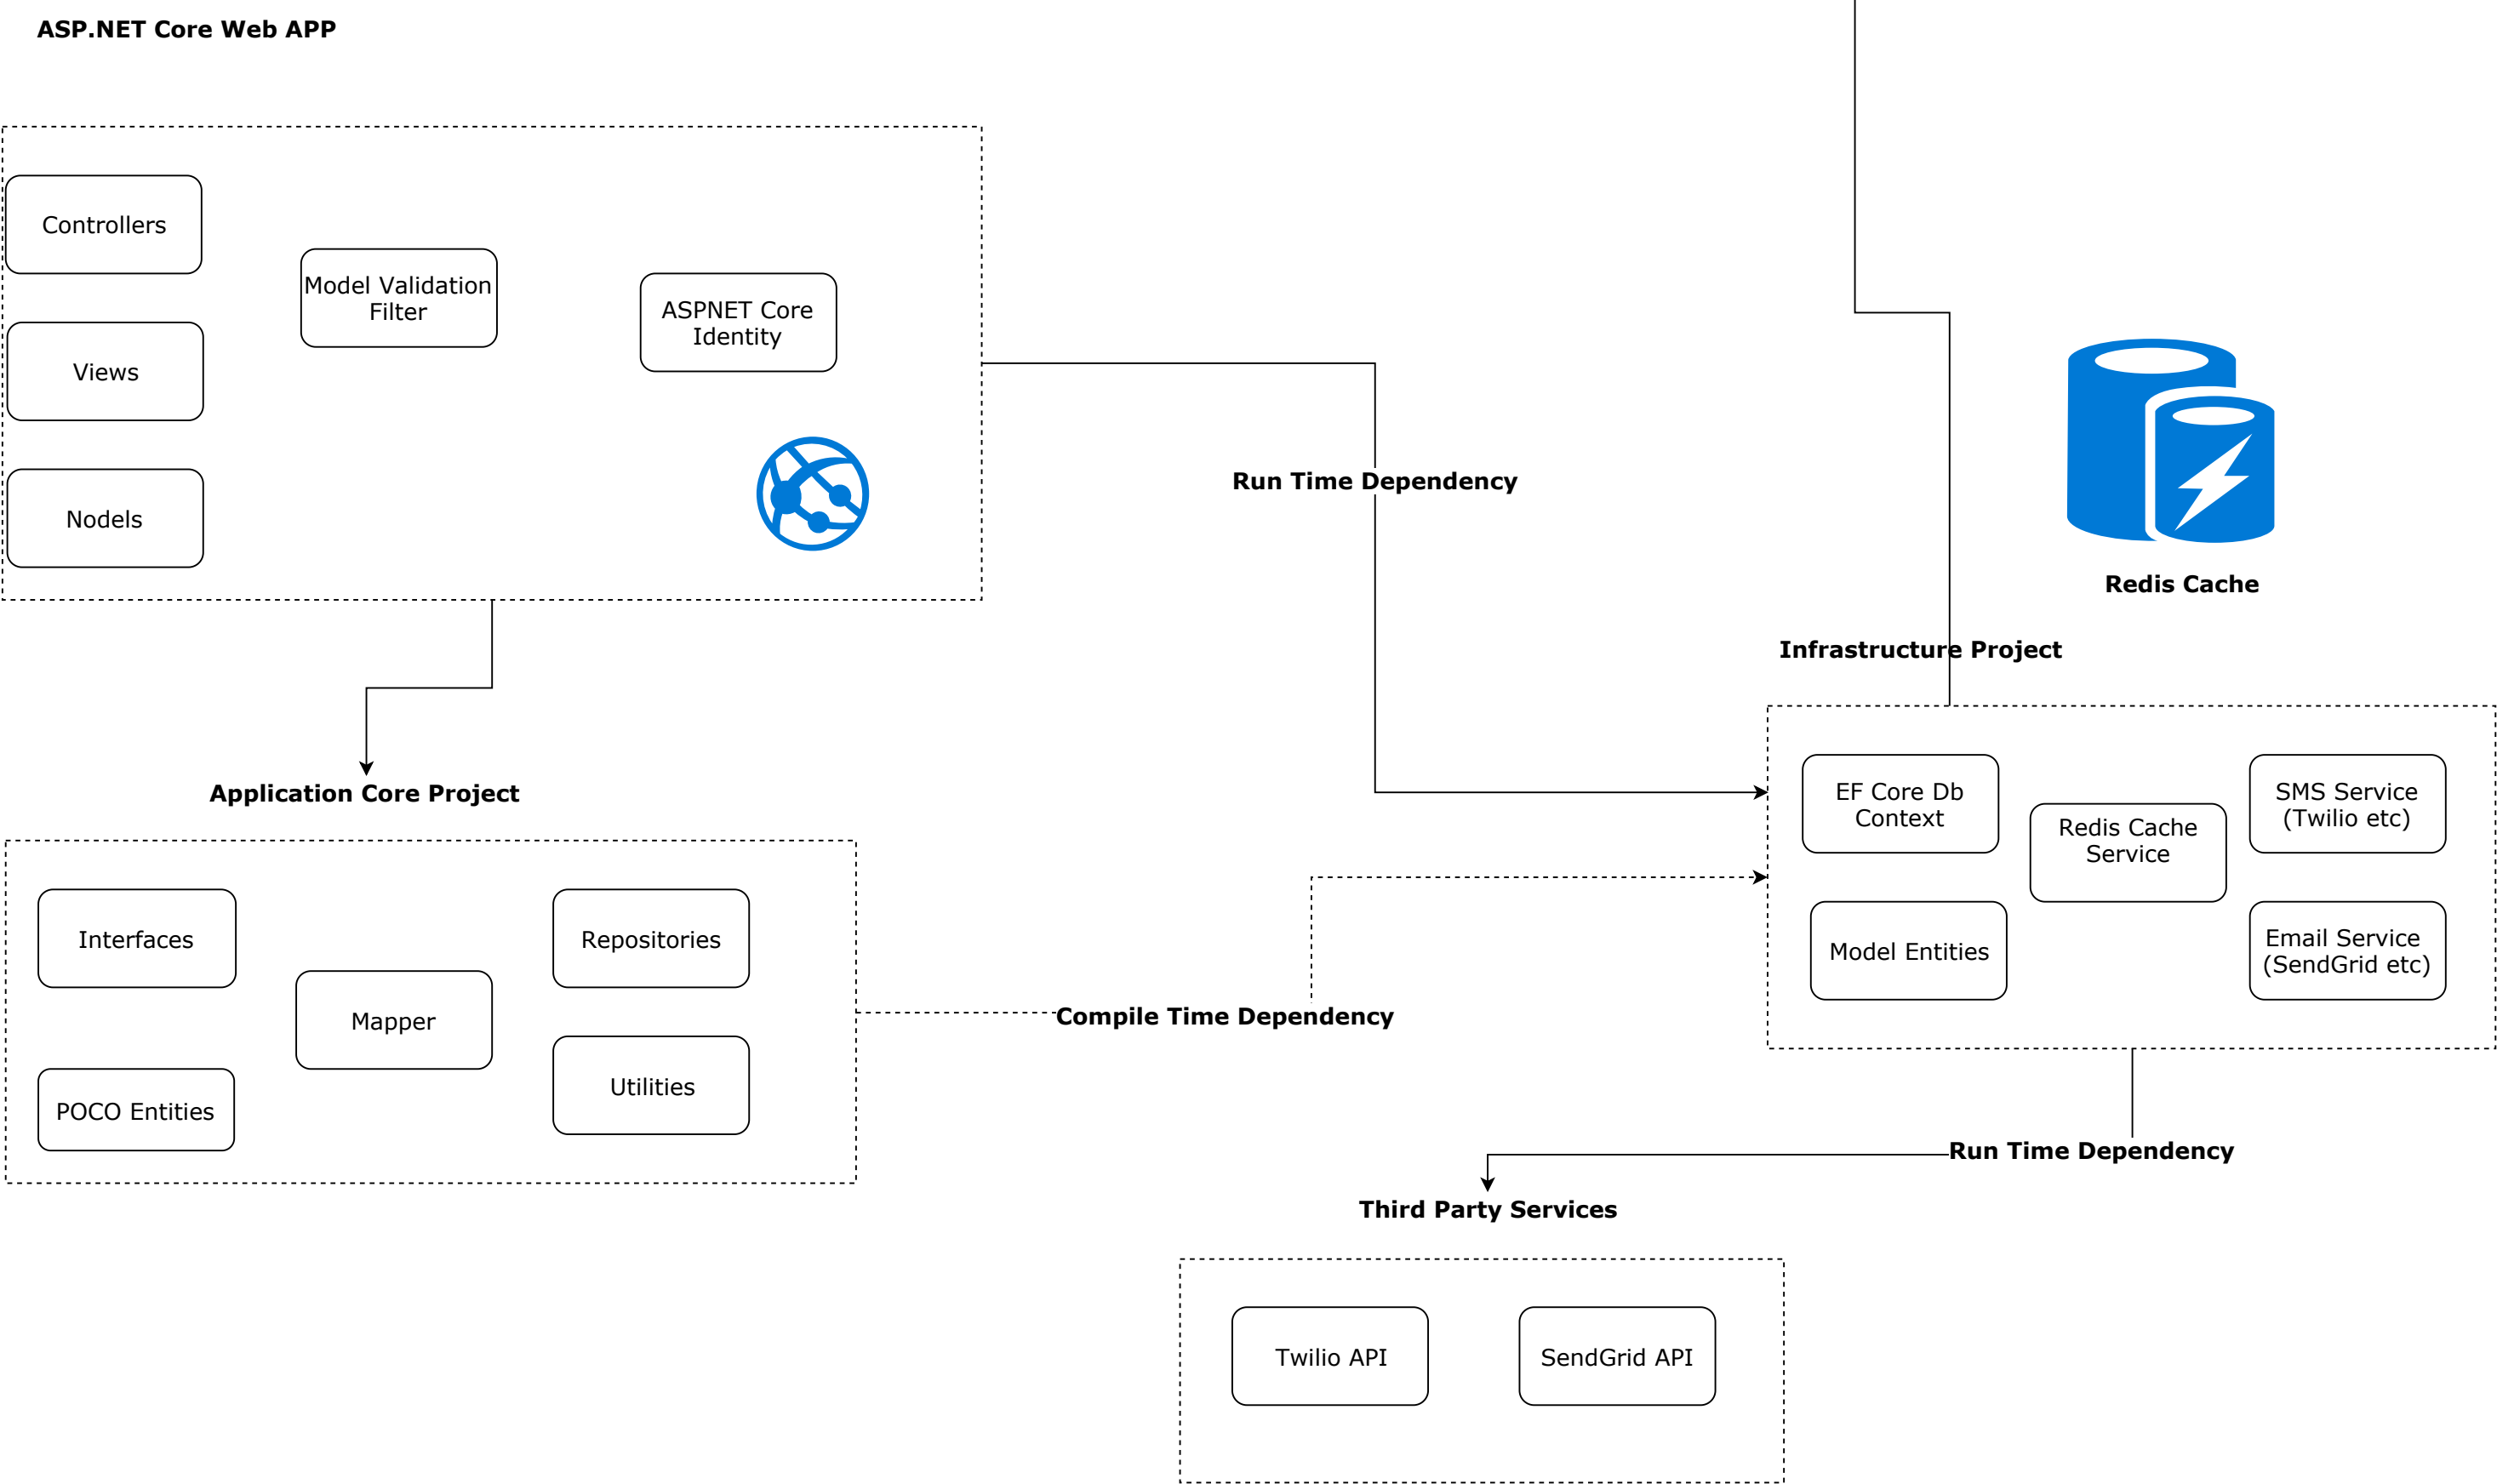 ASP.NET Core Web APP
Controllers
Model Validation
Filter
ASPNET Core
Identity
Views
Nodels
Run Time Dependency
Redis Cache
Infrastructure Project
Application Core Project
EF Core Db
Context
Redis Cache
Service
SMS Service
(Twilio etc)
Model Entities
Email Service
(SendGrid etc)
Interfaces
Repositories
Mapper
Utilities
POCO Entities
Compile Time Dependency
Run Time Dependency
Third Party Services
Twilio API
SendGrid API